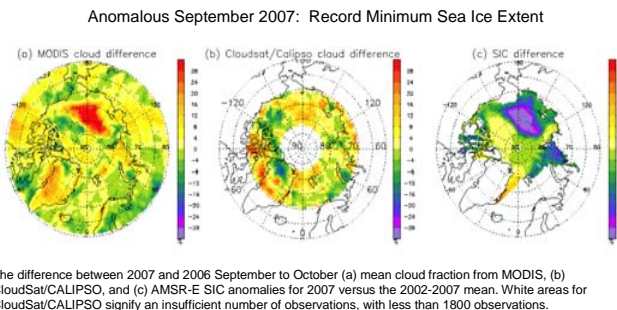 Anomalous September 2007:  Record Minimum Sea Ice Extent
(a) MODIS cloud difference
(b) Cloudsat/Calipso cloud difference
(c) SIC difference
he difference between 2007 and 2006 September to October (a) mean cloud fraction from MODIS, (b)
CloudSat/CALIPSO, and (c) AMSR-E SIC anomalies for 2007 versus the 2002-2007 mean. White areas for
CloudSat/CALIPSO signify an insufficient number of observations, with less than 1800 observations.